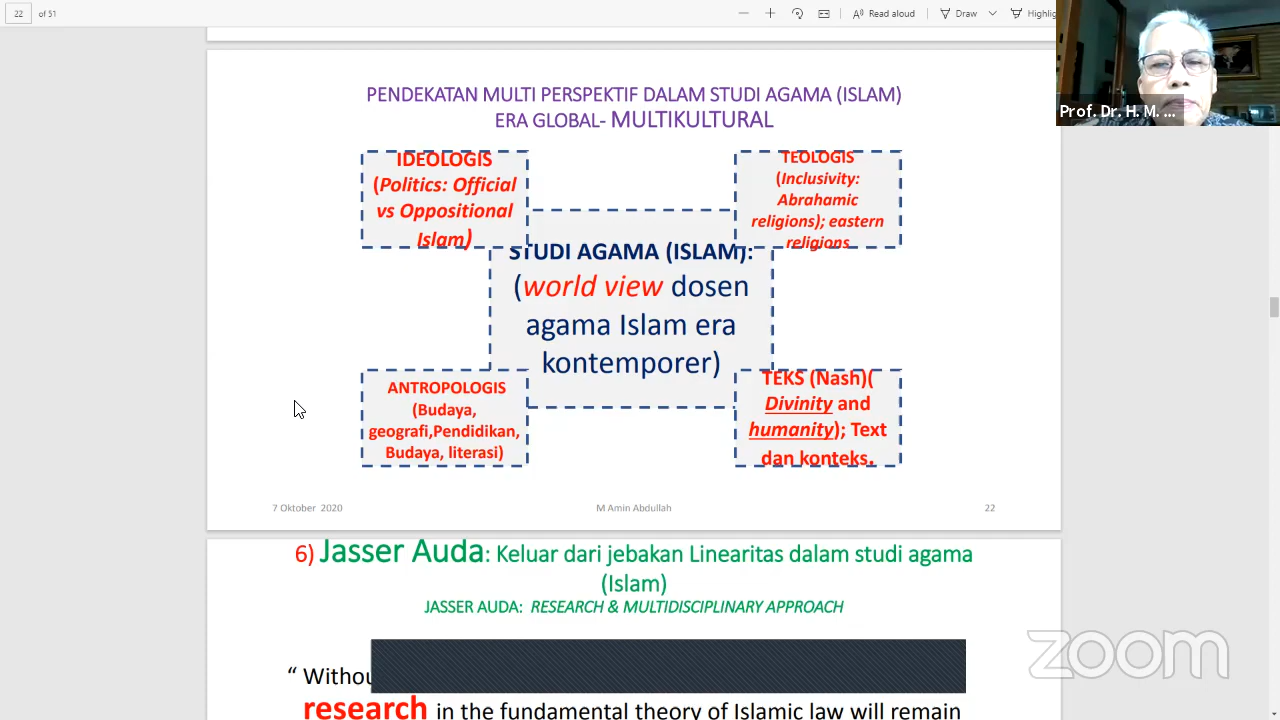 22 of 51
Read aloud
Draw
Highlig
Prof. Dr. H. M. ...
PENDEKATAN MULTI PERSPEKTIF DALAM STUDI AGAMA (ISLAM)
ERA GLOBAL- MULTIKULTURAL
IDEOLOGIS
(Politics: Official
vs Oppositional
Islam)
TEOLOGIS
(Inclusivity:
Abrahamic
religions); eastern
religions
STUDI AGAMA (ISLAM):
(world view dosen
agama Islam era
kontemporer)
ANTROPOLOGIS
(Budaya,
geografi,Pendidikan,
Budaya, literasi)
TEKS (Nash)(
Divinity and
humanity); Text
dan konteks.
7 Oktober 2020
M Amin Abdullah
22
6) Jasser Auda: Keluar dari jebakan Linearitas dalam studi agama
(Islam)
JASSER AUDA: RESEARCH & MULTIDISCIPLINARY APPROACH
“ Withou
research in the fundamental theory of Islamic law will remain
zoom